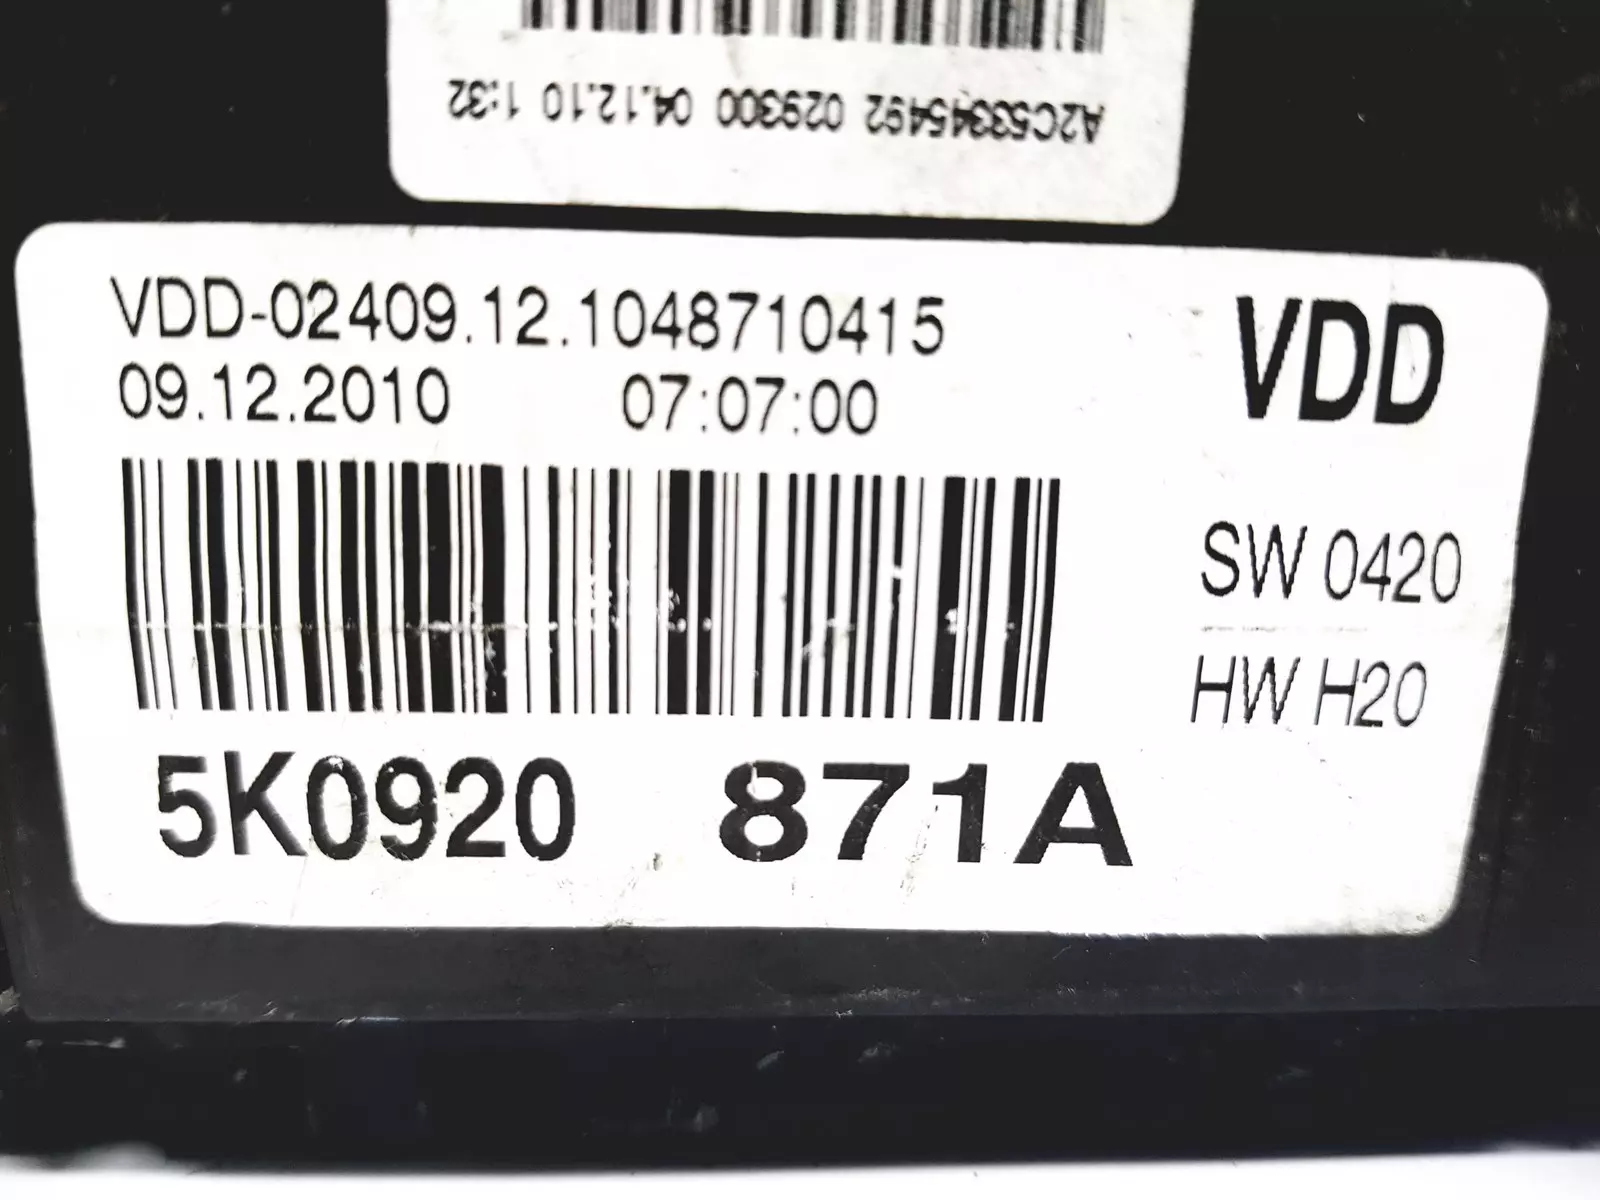 A2C53345492 029300 04.12.10 1:32
VDD-02409.12.1048710415
09.12.2010 07:07:00
VDD
SW 0420
HW H20
5K0920 871A